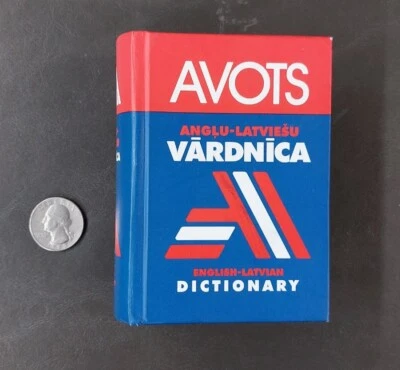 AVOTS
ANGĻU-LATVIEŠU
VĀRDNĪCA
ENGLISH-LATVIAN
DICTIONARY